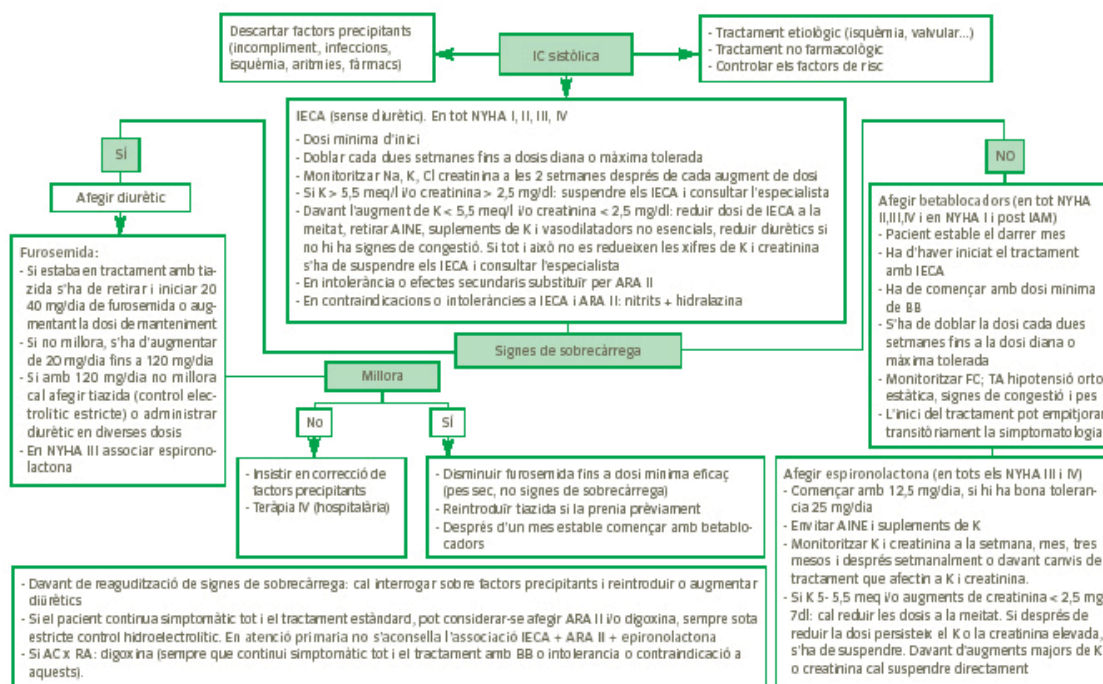 Descartar factors precipitants
(incompliment, infeccions,
isquèmia, aritmies, fàrmacs)
IC sistòlica
- Tractament etiològic (isquèmia, valvular...)
- Tractament no farmacològic
- Controlar els factors de risc
IECA (sense diurètic). En tot NYHA I, II, III, IV
- Dosi mínima d'inici
- Doblar cada dues setmanes fins a dosis diana o màxima tolerada
- Monitoritzar Na, K, Cl creatinina a les 2 setmanes després de cada augment de dosi
- Si K > 5,5 meq/l i/o creatinina > 2,5 mg/dl: suspendre els IECA i consultar l'especialista
- Davant l'augment de K < 5,5 meq/l i/o creatinina < 2,5 mg/dl: reduir dosi de IECA a la
meitat, retirar AINE, suplements de K i vasodilatadors no esencials, reduir diurètics si
no hi ha signes de congestió. Si tot i això no es redueixen les xifres de K i creatinina
s'ha de suspendre els IECA i consultar l'especialista
- En intolerància o efectes secundaris substituïr per ARA II
- En contraindicacions o intoleràncies a IECA i ARA II: nitrits + hidralazina
Signes de sobrecàrrega
SÍ
Afegir diurètic
Furosemida:
- Si estaba en tractament amb tia-
zida s'ha de retirar i iniciar 20
40 mg/dia de furosemida o aug-
mentant la dosi de manteniment
- Si no millora, s'ha d'augmentar
de 20 mg/dia fins a 120 mg/dia
- Si amb 120 mg/dia no millora
cal afegir tiazida (control elec-
trolític estricte) o administrar
diurètic en diverses dosis
- En NYHA III associar espirono-
lactona
Millora
No
- Insistir en correcció de
factors precipitants
- Teràpia IV (hospitalària)
SÍ
- Disminuir furosemida fins a dosi mínima eficaç
(pes sec, no signes de sobrecàrrega)
- Reintroduïr tiazida si la prenia prèviament
- Després d'un mes estable començar amb betablo-
cadors
NO
Afegir betablocadors (en tot NYHA
II,III,IV i en NYHA I i post IAM)
- Pacient estable el darrer mes
- Ha d'haver iniciat el tractament
amb IECA
- Ha de començar amb dosi mínima
de BB
- S'ha de doblar la dosi cada dues
setmanes fins a la dosi diana o
màxima tolerada
- Monitoritzar FC; TA hipotensió orto
estàtica, signes de congestió i pes
- L'inici del tractament pot empitjorar
transitòriament la simptomatologia
Afegir espironolactona (en tots els NYHA III i IV)
- Començar amb 12,5 mg/dia, si hi ha bona toleran-
cia 25 mg/dia
- Envitar AINE i suplements de K
- Monitoritzar K i creatinina a la setmana, mes, tres
mesos i després setmanalment o davant canvis de
tractament que afectin a K i creatinina.
- Si K 5- 5,5 meq i/o augments de creatinina < 2,5 mg
7dl: cal reduir les dosis a la meitat. Si després de
reduir la dosi persisteix el K o la creatinina elevada,
s'ha de suspendre. Davant d'augments majors de K
o creatinina cal suspendre directament
- Davant de reagudització de signes de sobrecàrrega: cal interrogar sobre factors precipitants i reintroduir o augmentar
diürètics
- Si el pacient continua simptomàtic tot i el tractament estàndard, pot considerar-se afegir ARA II i/o digoxina, sempre sota
estricte control hidroelectrolític. En atenció primaria no s'aconsella l'associació IECA + ARA II + epironolactona
- Si AC x RA: digoxina (sempre que continui simptomàtic tot i el tractament amb BB o intolerancia o contraindicació a
aquests).